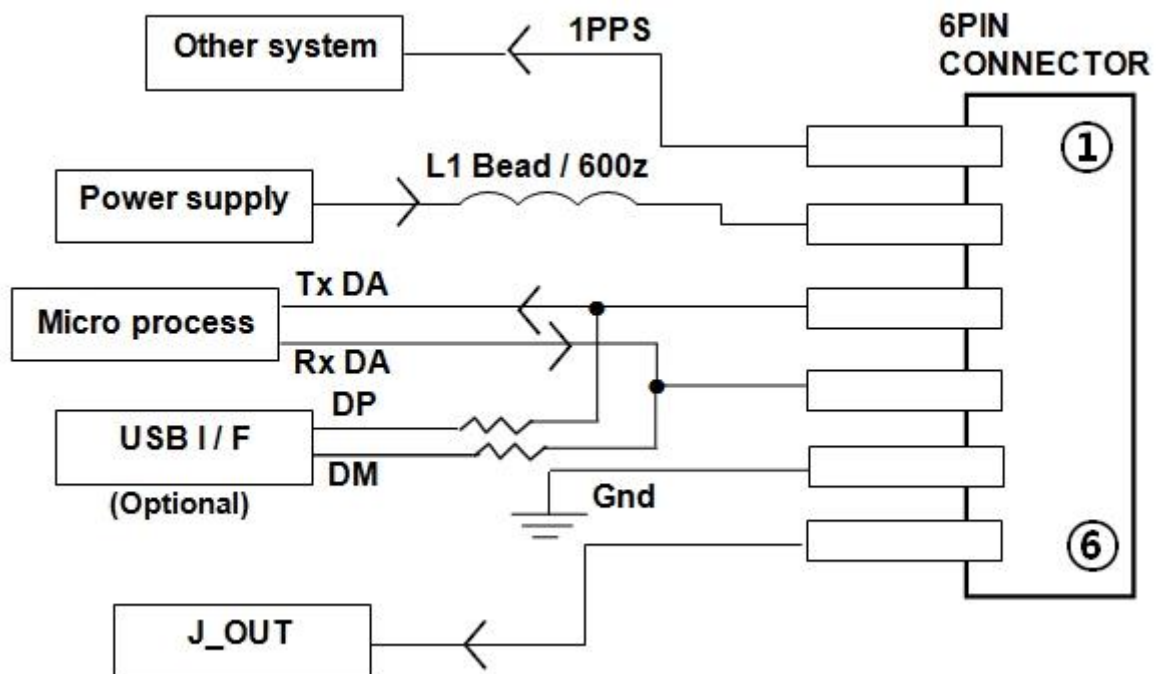 Other system
1PPS
6PIN
CONNECTOR
①
L1 Bead / 600z
Power supply
Tx DA
Micro process
Rx DA
DP
USB I / F
DM
(Optional)
Gnd
⑥
J_OUT